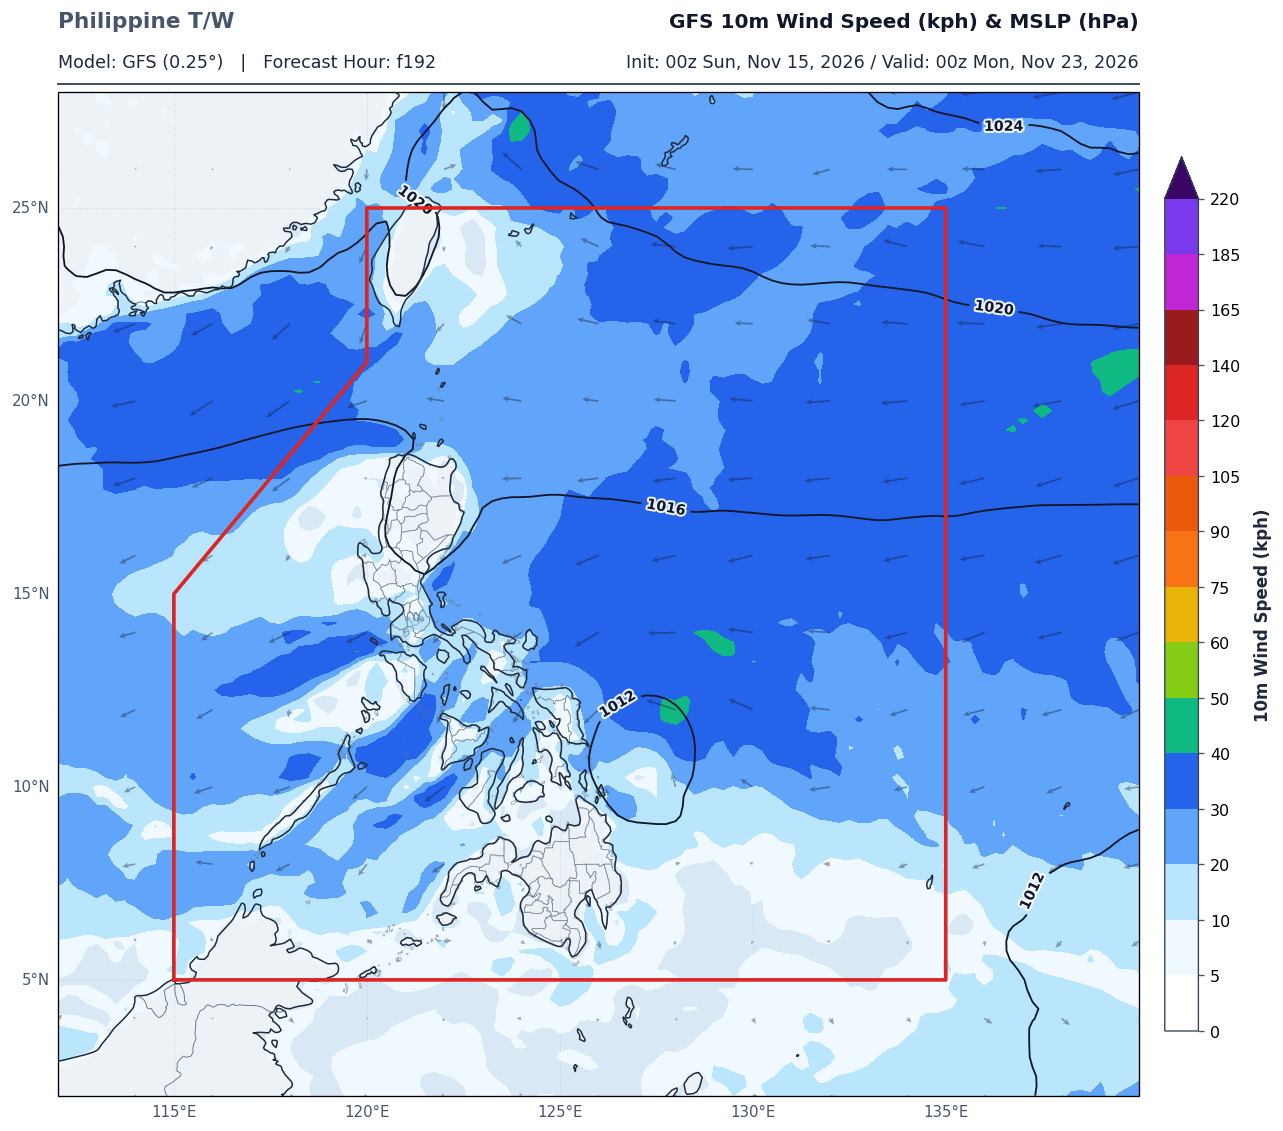 Philippine T/W
GFS 10m Wind Speed (kph) & MSLP (hPa)
Model: GFS (0.25°)   |   Forecast Hour: f192
Init: 00z Sun, Nov 15, 2026 / Valid: 00z Mon, Nov 23, 2026
1024
1020
1020
1016
1012
1012
25°N
20°N
15°N
10°N
5°N
115°E
120°E
125°E
130°E
135°E
220
185
165
140
120
105
90
75
60
50
40
30
20
10
5
0
10m Wind Speed (kph)